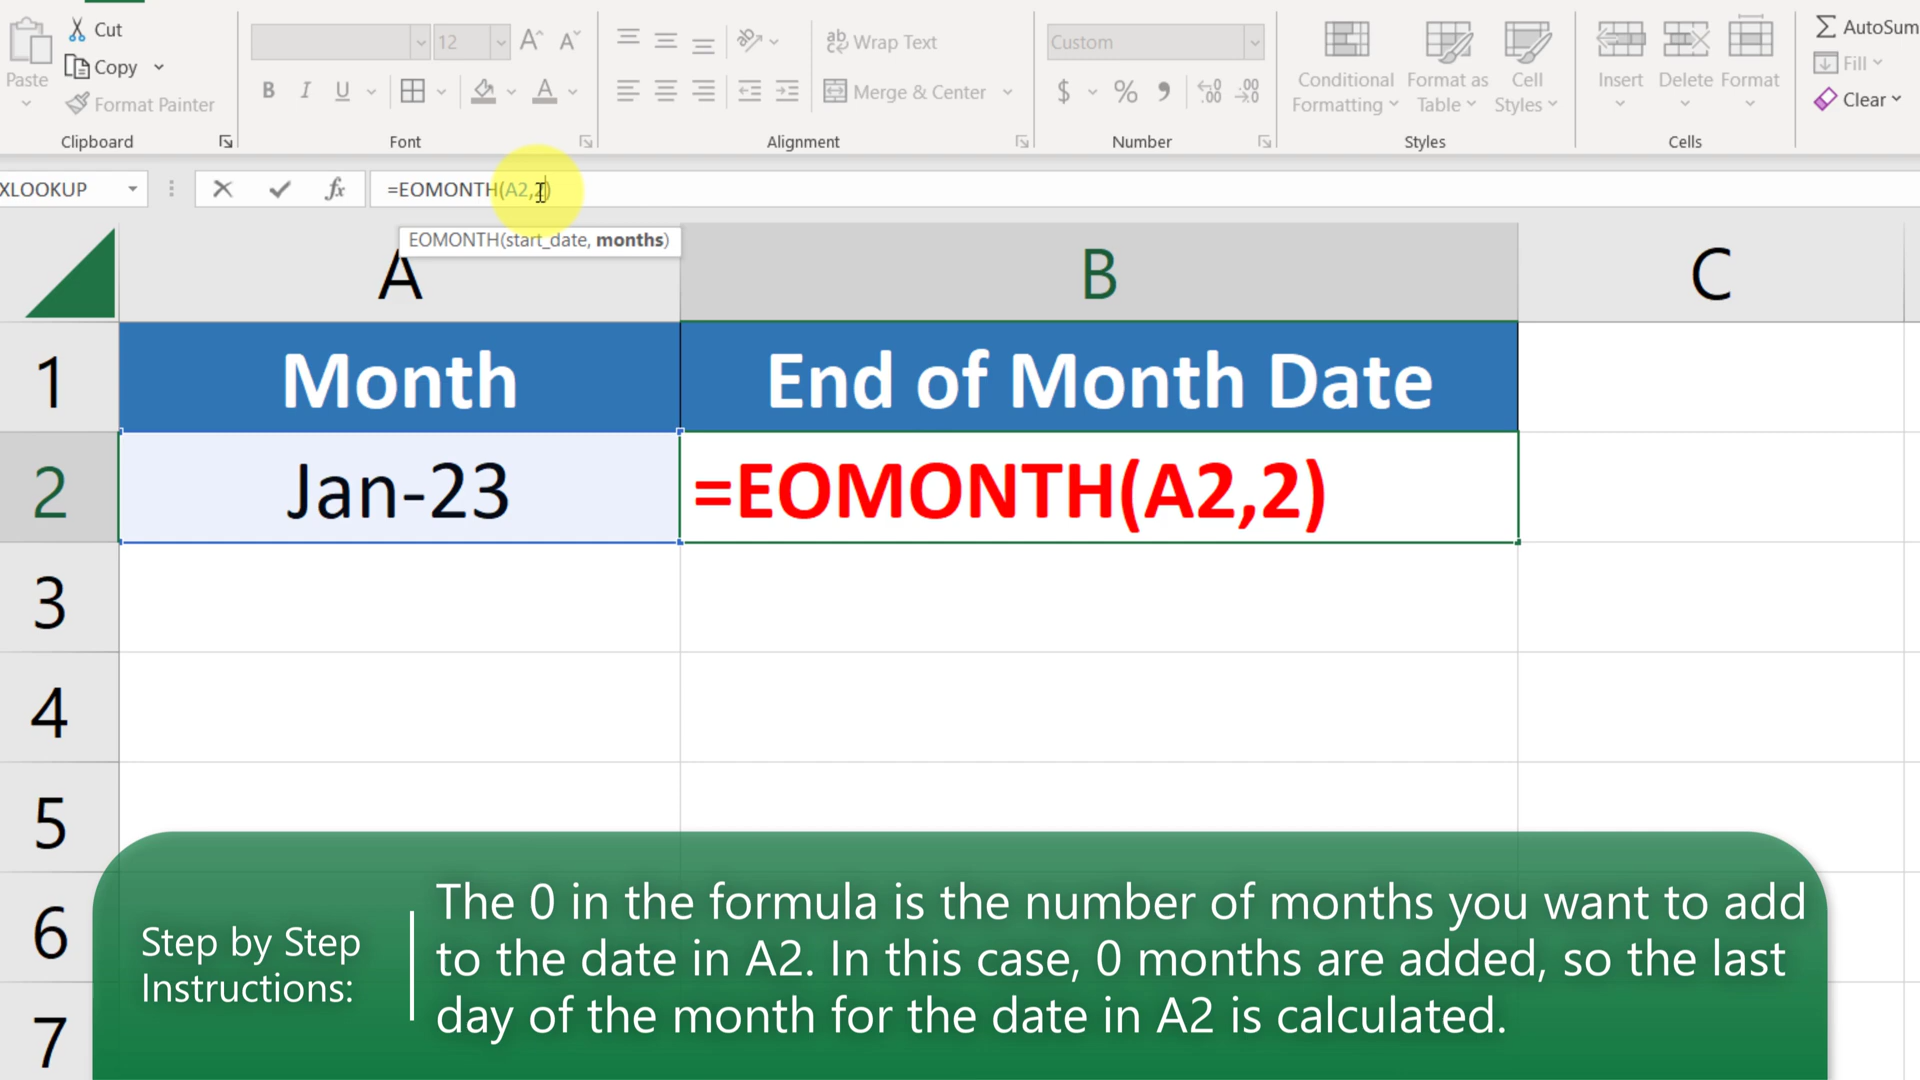 Cut
Copy
Format Painter
Paste
Clipboard
12
B I U
Font
Wrap Text
Merge & Center
Alignment
Custom
$ % 9
Number
Conditional Formatting
Format as Table
Cell Styles
Styles
Insert
Delete
Format
Cells
AutoSum
Fill
Clear
XLOOKUP
fx
=EOMONTH(A2,2)
EOMONTH(start_date, months)
A B C
1 Month End of Month Date
2 Jan-23 =EOMONTH(A2,2)
3
4
5
6
7
Step by Step
Instructions:
The 0 in the formula is the number of months you want to add
to the date in A2. In this case, 0 months are added, so the last
day of the month for the date in A2 is calculated.